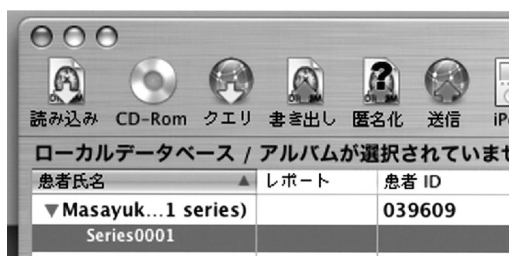 読み込み CD-Rom クエリ 書き出し 匿名化 送信 iP
ローカルデータベース / アルバムが選択されていませ
患者氏名 レポート 患者 ID
Masayuk...1 series) 039609
Series0001